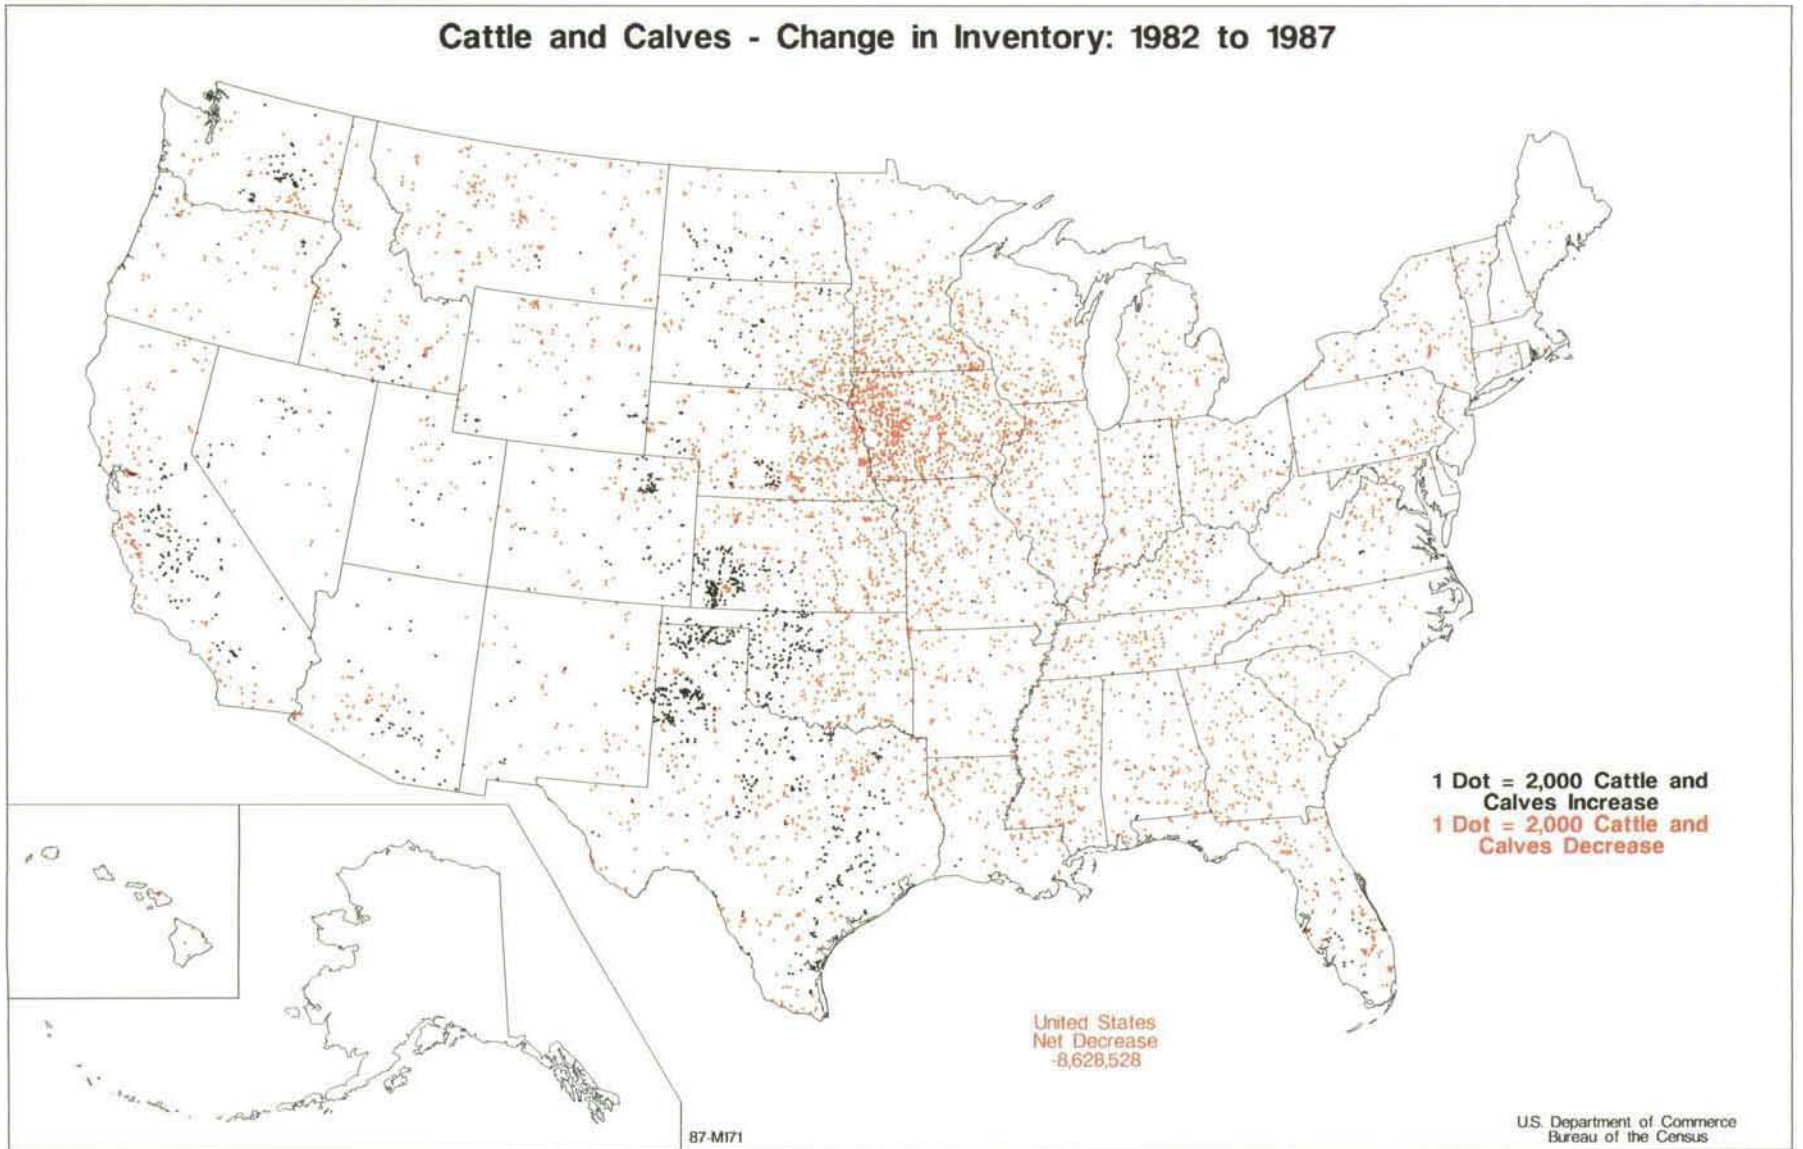 Cattle and Calves - Change in Inventory: 1982 to 1987
1 Dot = 2,000 Cattle and
Calves Increase
1 Dot = 2,000 Cattle and
Calves Decrease
United States
Net Decrease
-8,628,528
87-M171
U.S. Department of Commerce
Bureau of the Census